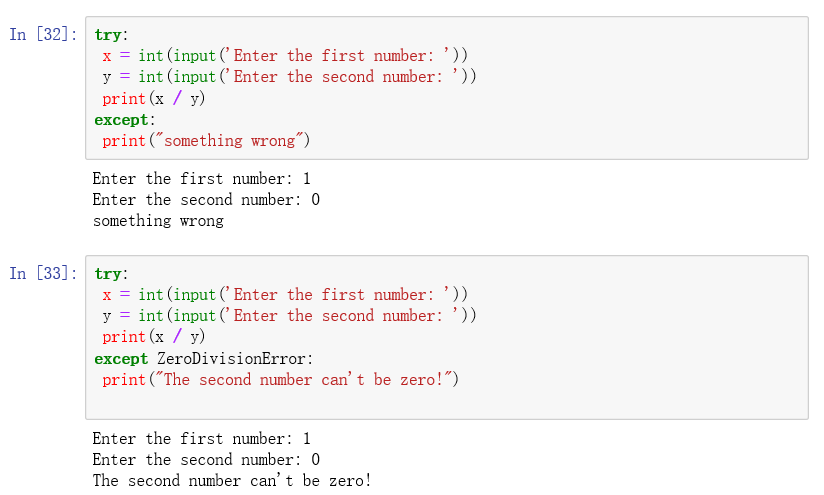 In [32]: try:
 x = int(input('Enter the first number: '))
 y = int(input('Enter the second number: '))
 print(x / y)
except:
 print("something wrong")
Enter the first number: 1
Enter the second number: 0
something wrong
In [33]: try:
 x = int(input('Enter the first number: '))
 y = int(input('Enter the second number: '))
 print(x / y)
except ZeroDivisionError:
 print("The second number can't be zero!")
Enter the first number: 1
Enter the second number: 0
The second number can't be zero!